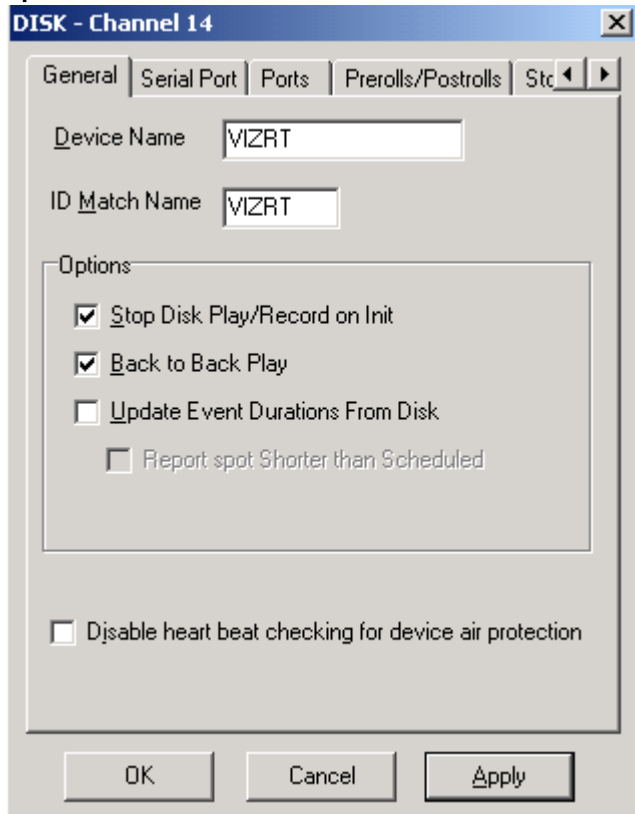 DISK - Channel 14
General Serial Port Ports Prerolls/Postrolls Sto
Device Name VIZRT
ID Match Name VIZRT
Options
Stop Disk Play/Record on Init
Back to Back Play
Update Event Durations From Disk
Report spot Shorter than Scheduled
Disable heart beat checking for device air protection
OK Cancel Apply